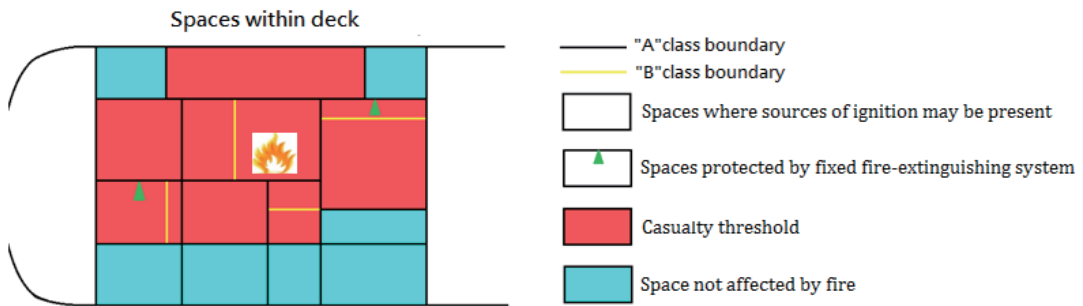 Spaces within deck
"A"class boundary
"B"class boundary
Spaces where sources of ignition may be present
Spaces protected by fixed fire-extinguishing system
Casualty threshold
Space not affected by fire